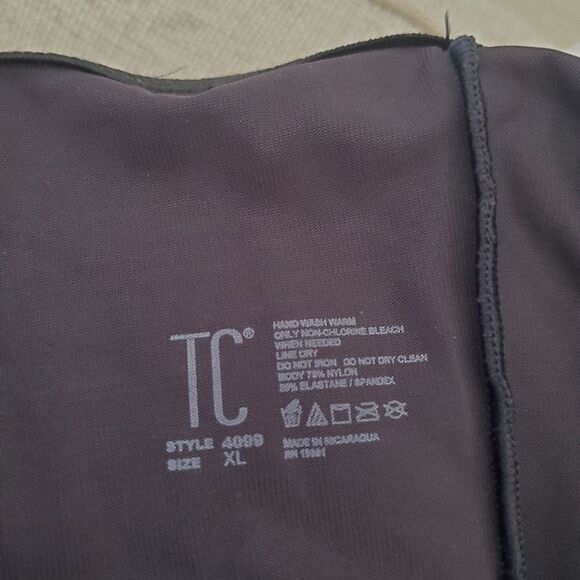 TC®
STYLE 4099
SIZE XL
HAND WASH WARM
ONLY NON-CHLORINE BLEACH
WHEN NEEDED
LINE DRY
DO NOT IRON DO NOT DRY CLEAN
BODY 75% NYLON
25% ELASTANE / SPANDEX
MADE IN NICARAGUA
RN